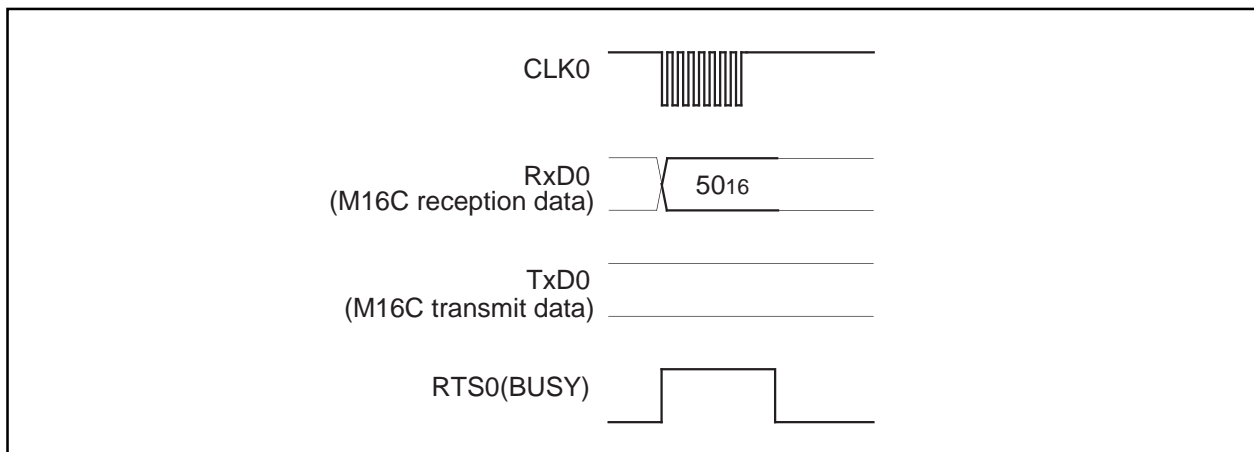 CLK0
RxD0
(M16C reception data)
5016
TxD0
(M16C transmit data)
RTS0(BUSY)